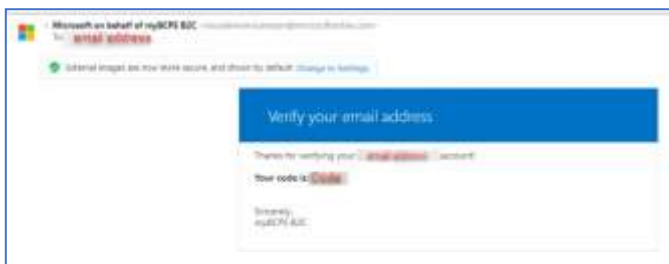 Microsoft on behalf of myBCPS B2C
To: email address
External images are now more secure, and shown by default. Change in Settings
Verify your email address
Thanks for verifying your email address account!
Your code is: Code
Sincerely,
myBCPS B2C